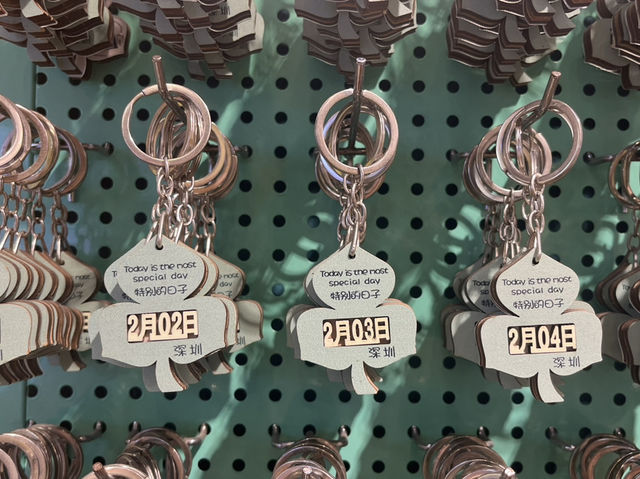 Today is the nost
special day
特别的日子
2月02日
深圳
Today is the nost
special day
特别的日子
2月03日
深圳
Today is the nost
special day
特别的日子
2月04日
深圳